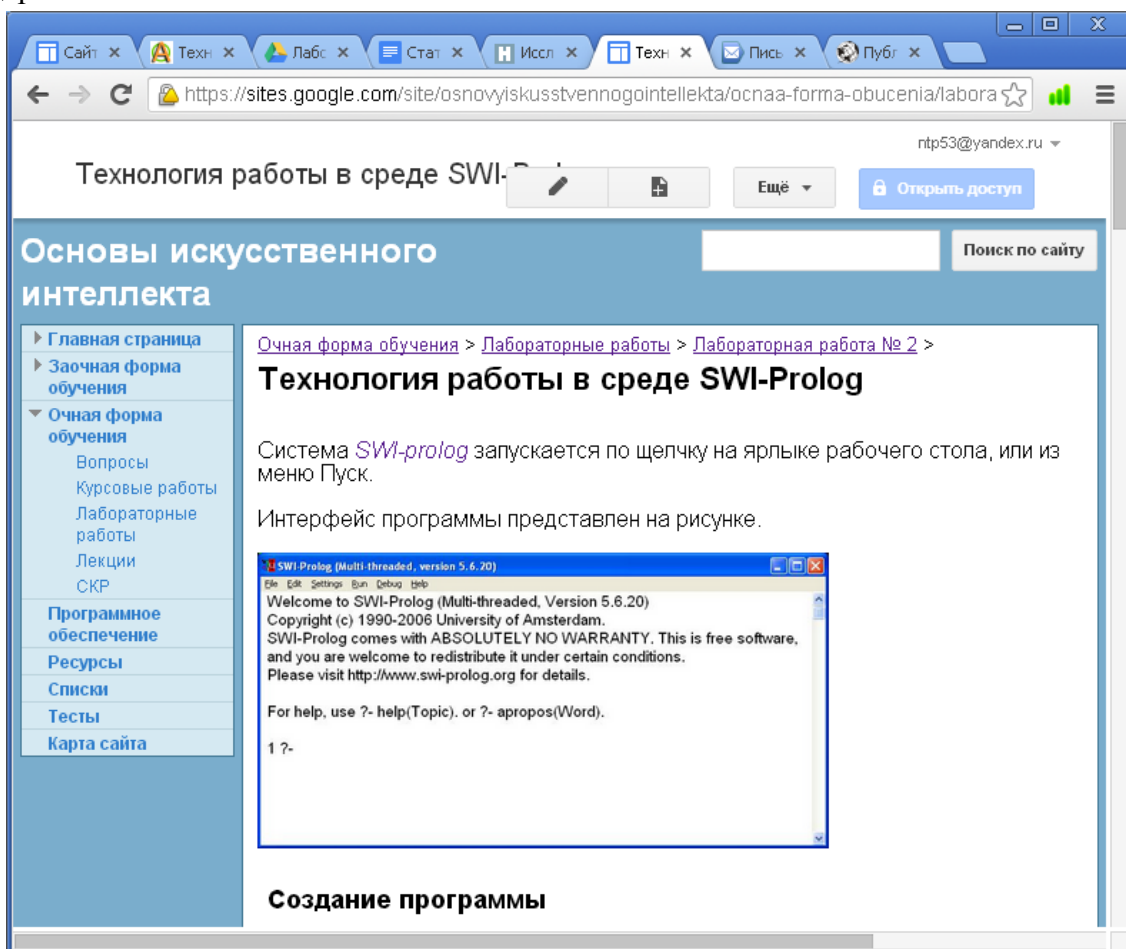 Сайт
Техн
Лабс
Стат
Иссл
Техн
Пись
Публ
https://sites.google.com/site/osnovyiskusstvennogointellekta/ocnaa-forma-obucenia/labora
ntp53@yandex.ru
Технология работы в среде SWI-
Ещё
Открыть доступ
Основы искусственного
интеллекта
Поиск по сайту
Главная страница
Заочная форма
обучения
Очная форма
обучения
Вопросы
Курсовые работы
Лабораторные
работы
Лекции
СКР
Программное
обеспечение
Ресурсы
Списки
Тесты
Карта сайта
Очная форма обучения > Лабораторные работы > Лабораторная работа № 2 >
Технология работы в среде SWI-Prolog
Система SWI-prolog запускается по щелчку на ярлыке рабочего стола, или из
меню Пуск.
Интерфейс программы представлен на рисунке.
SWI-Prolog (Multi-threaded, version 5.6.20)
File Edit Settings Run Debug Help
Welcome to SWI-Prolog (Multi-threaded, Version 5.6.20)
Copyright (c) 1990-2006 University of Amsterdam.
SWI-Prolog comes with ABSOLUTELY NO WARRANTY. This is free software,
and you are welcome to redistribute it under certain conditions.
Please visit http://www.swi-prolog.org for details.
For help, use ?- help(Topic). or ?- apropos(Word).
1 ?-
Создание программы